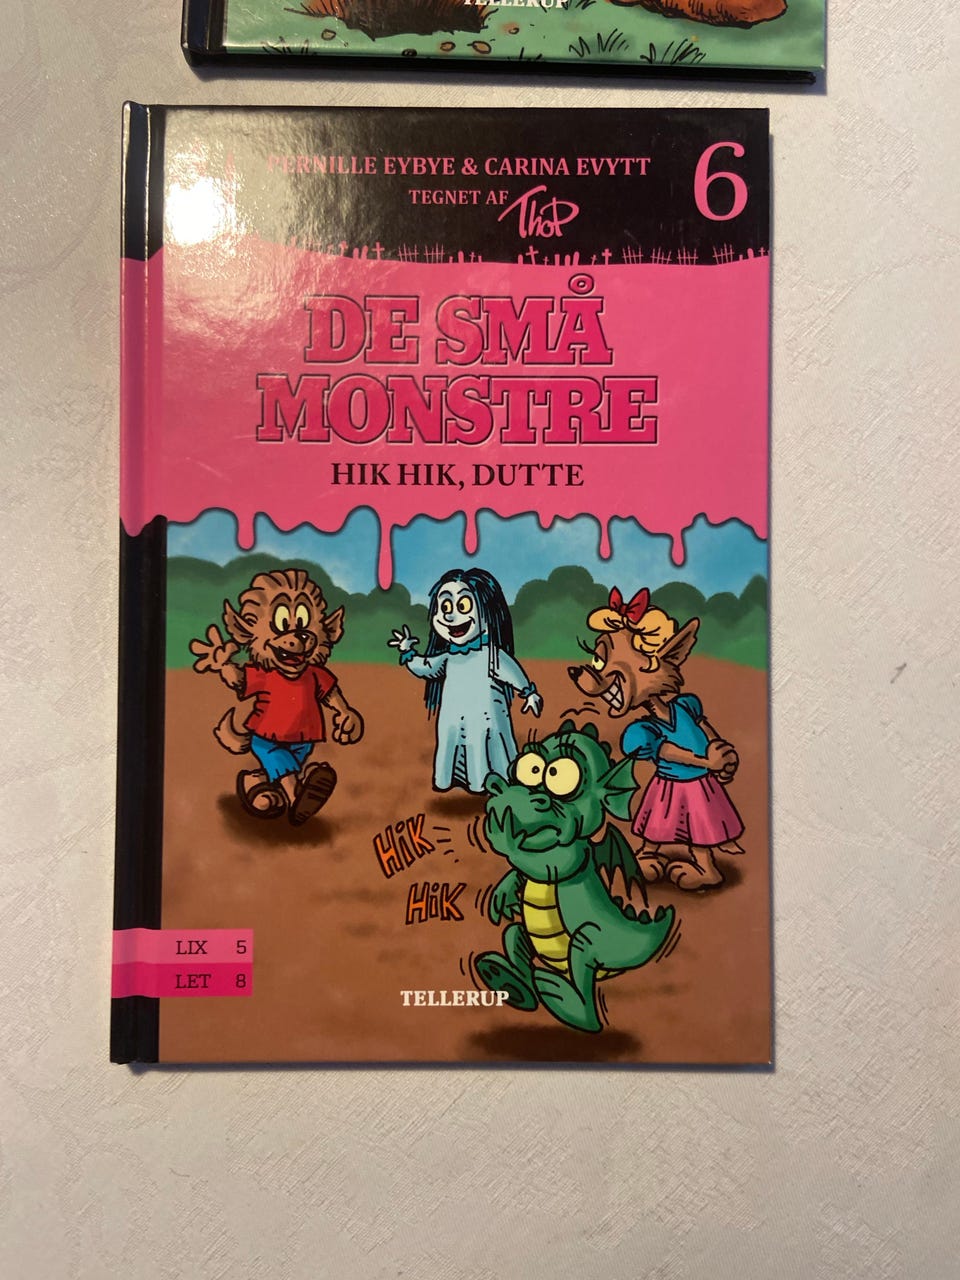 TELLERUP
PERNILLE EYBYE & CARINA EVYTT
6
TEGNET AF ThoP
DE SMÅ
MONSTRE
HIK HIK, DUTTE
HiK
HiK
LIX 5
LET 8
TELLERUP